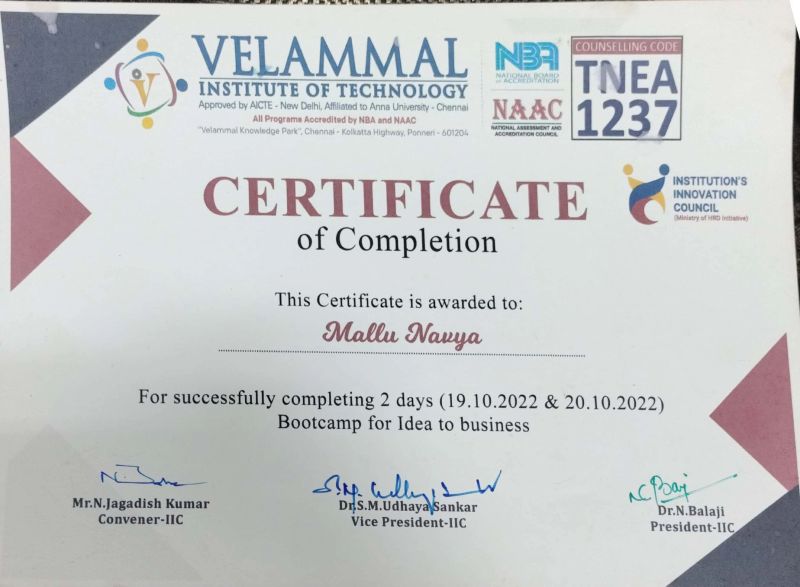 VELAMMAL
INSTITUTE OF TECHNOLOGY
Approved by AICTE - New Delhi, Affiliated to Anna University - Chennai
All Programs Accredited by NBA and NAAC
"Velammal Knowledge Park", Chennai - Kolkatta Highway, Ponneri - 601204
V
NBA
NATIONAL BOARD
OF ACCREDITATION
NAAC
NATIONAL ASSESSMENT AND
ACCREDITATION COUNCIL
COUNSELLING CODE
TNEA
1237
INSTITUTION'S
INNOVATION
COUNCIL
(Ministry of HRD Initiative)
CERTIFICATE
of Completion
This Certificate is awarded to:
Mallu Navya
For successfully completing 2 days (19.10.2022 & 20.10.2022)
Bootcamp for Idea to business
Mr.N.Jagadish Kumar
Convener-IIC
Dr.S.M.Udhaya Sankar
Vice President-IIC
Dr.N.Balaji
President-IIC